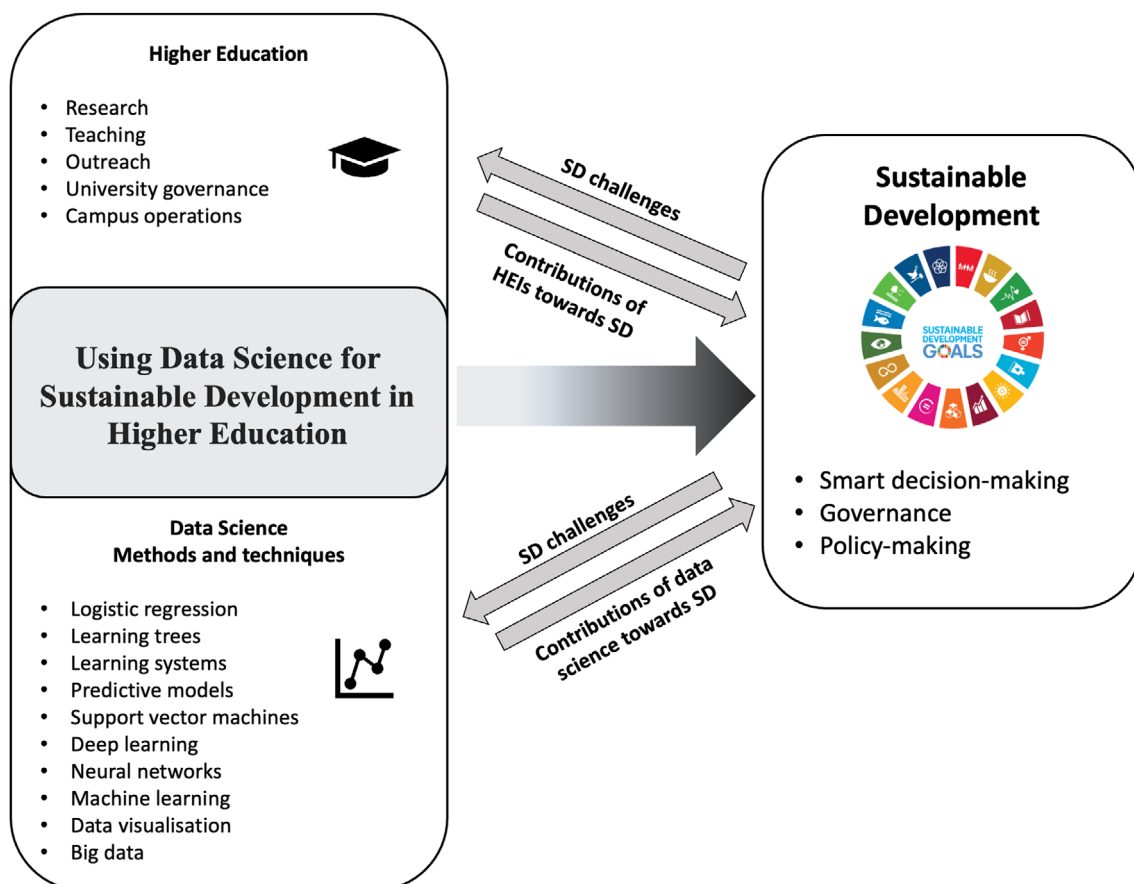 Higher Education
• Research
• Teaching
• Outreach
• University governance
• Campus operations
Using Data Science for
Sustainable Development in
Higher Education
Data Science
Methods and techniques
• Logistic regression
• Learning trees
• Learning systems
• Predictive models
• Support vector machines
• Deep learning
• Neural networks
• Machine learning
• Data visualisation
• Big data
SD challenges
Contributions of
HEIs towards SD
SD challenges
Contributions of data
science towards SD
Sustainable
Development
SUSTAINABLE
DEVELOPMENT
GOALS
• Smart decision-making
• Governance
• Policy-making